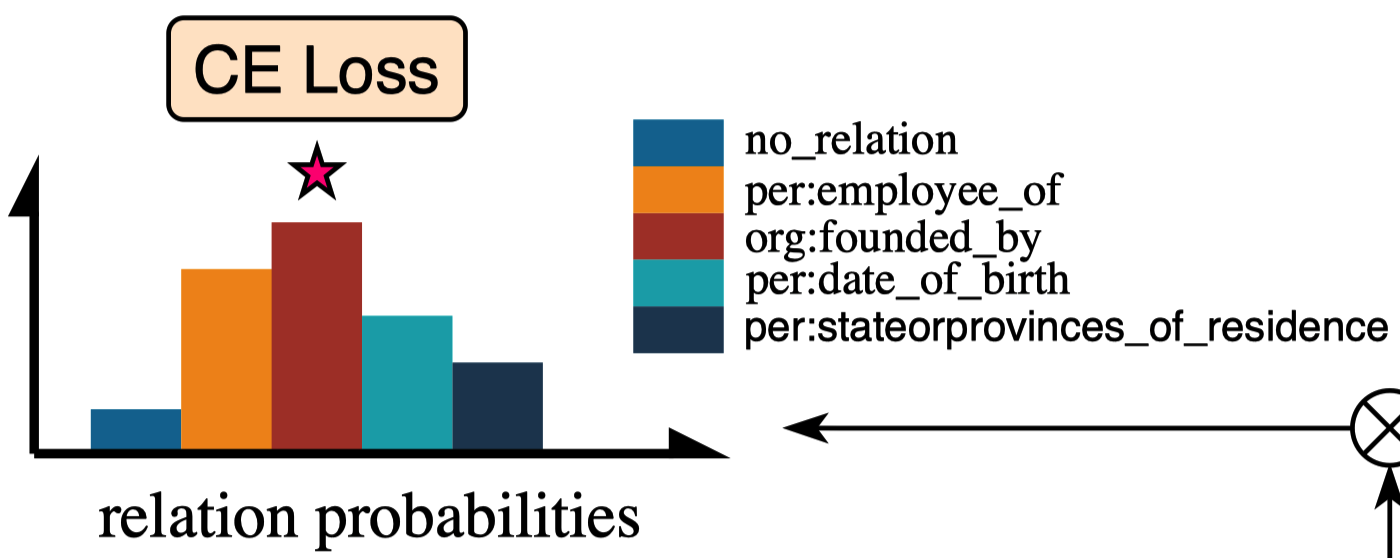 CE Loss
no_relation
per:employee_of
org:founded_by
per:date_of_birth
per:stateorprovinces_of_residence
relation probabilities